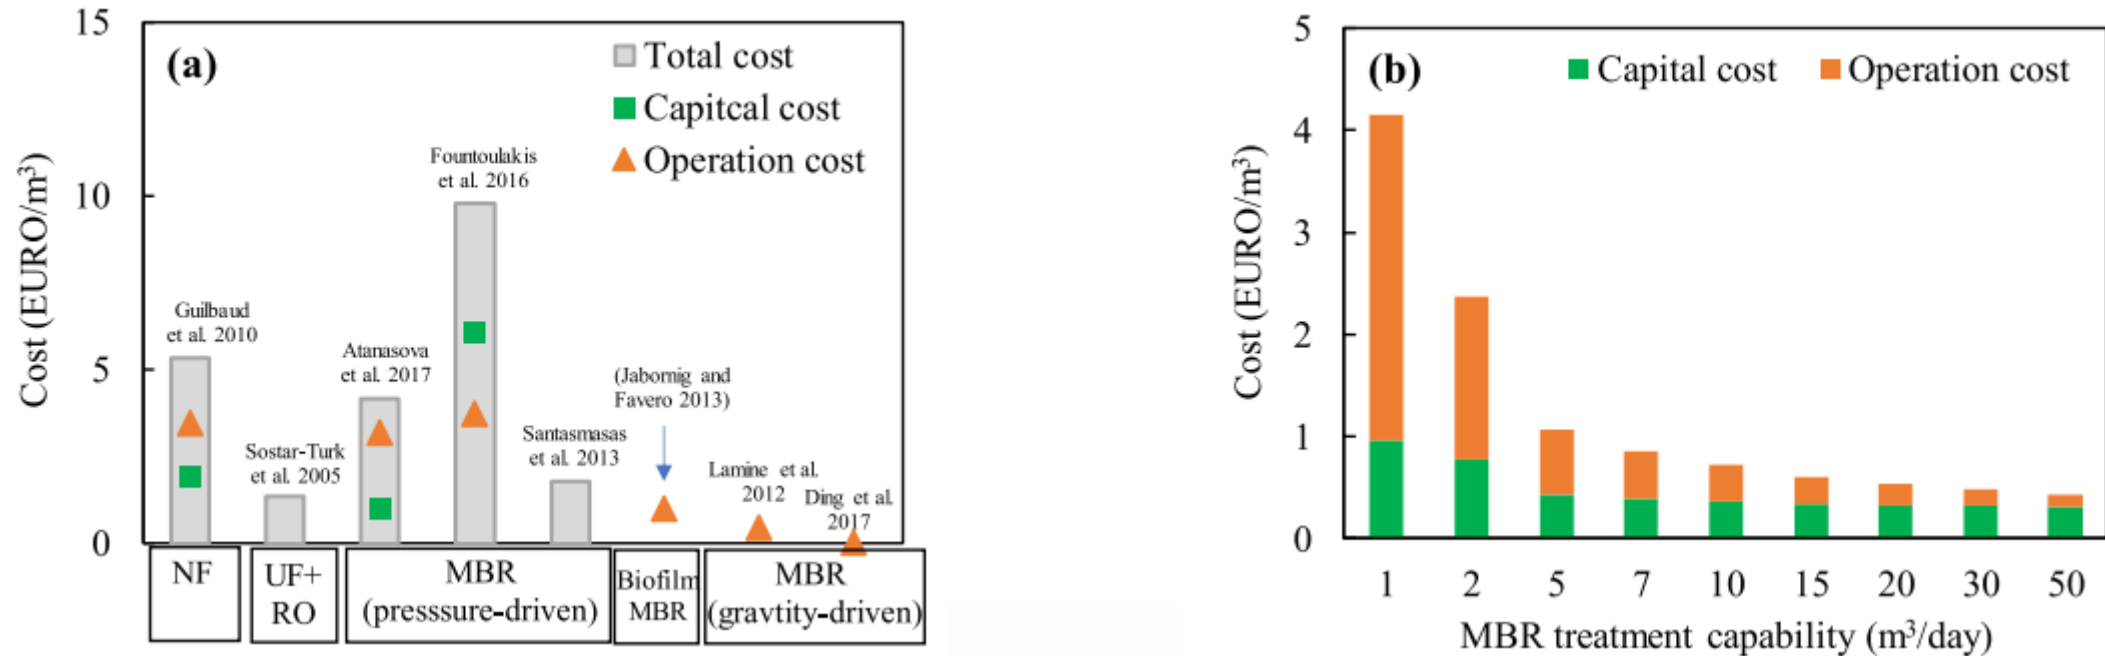 15
(a)
Total cost
Capitcal cost
Operation cost
Fountoulakis
et al. 2016
10
Cost (EURO/m³)
Guilbaud
et al. 2010
Atanasova
et al. 2017
5
(Jabornig and
Favero 2013)
Sostar-Turk
et al. 2005
Santasmasas
et al. 2013
Lamine et al.
2012
Ding et al.
2017
0
NF
UF+
RO
MBR
(presssure-driven)
Biofilm
MBR
MBR
(gravtity-driven)
5
(b)
Capital cost
Operation cost
4
3
Cost (EURO/m³)
2
1
0
1 2 5 7 10 15 20 30 50
MBR treatment capability (m³/day)